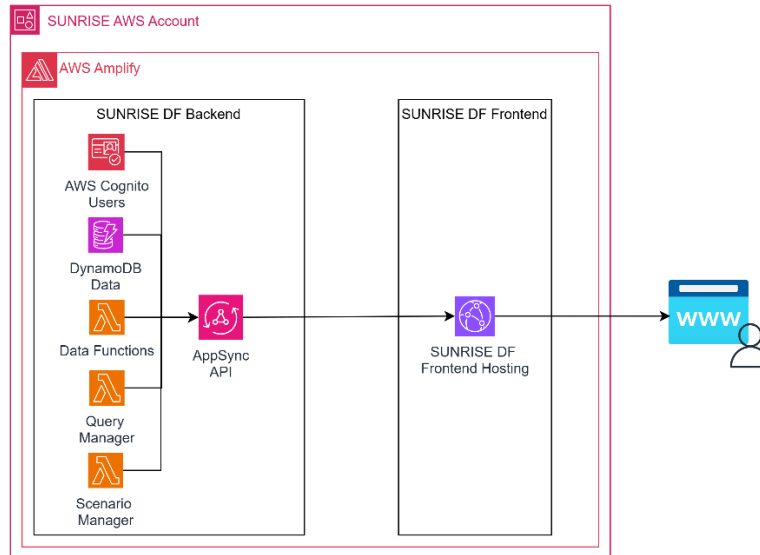 SUNRISE AWS Account
AWS Amplify
SUNRISE DF Backend
AWS Cognito
Users
DynamoDB
Data
Data Functions
Query
Manager
Scenario
Manager
AppSync
API
SUNRISE DF Frontend
SUNRISE DF
Frontend Hosting
WWW